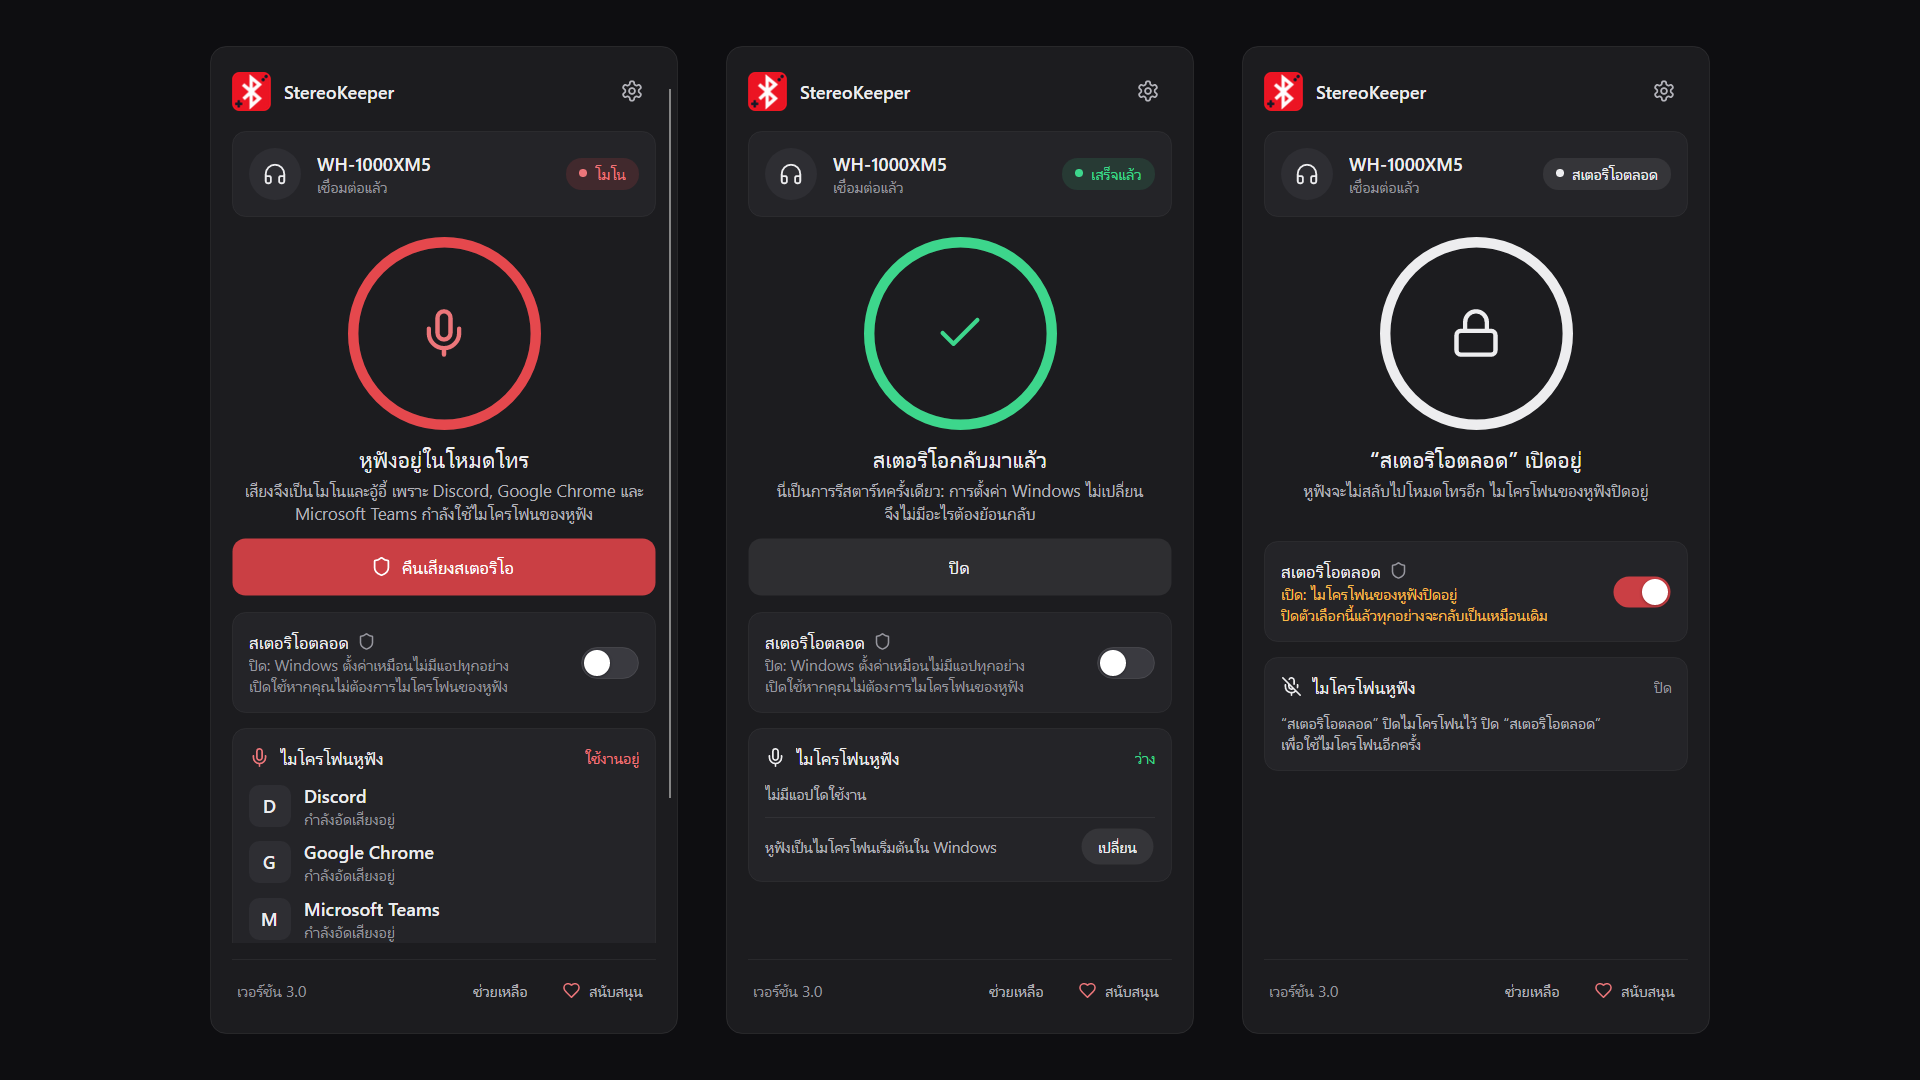 StereoKeeper
WH-1000XM5
เชื่อมต่อแล้ว
โมโน
หูฟังอยู่ในโหมดโทร
เสียงจึงเป็นโมโนและอู้อี้ เพราะ Discord, Google Chrome และ
Microsoft Teams กำลังใช้ไมโครโฟนของหูฟัง
คืนเสียงสเตอริโอ
สเตอริโอตลอด
ปิด: Windows ตั้งค่าเหมือนไม่มีแอปทุกอย่าง
เปิดใช้หากคุณไม่ต้องการไมโครโฟนของหูฟัง
ไมโครโฟนหูฟัง
ใช้งานอยู่
D
Discord
กำลังอัดเสียงอยู่
G
Google Chrome
กำลังอัดเสียงอยู่
M
Microsoft Teams
กำลังอัดเสียงอยู่
เวอร์ชัน 3.0
ช่วยเหลือ
สนับสนุน
StereoKeeper
WH-1000XM5
เชื่อมต่อแล้ว
เสร็จแล้ว
สเตอริโอกลับมาแล้ว
นี่เป็นการรีสตาร์ทครั้งเดียว: การตั้งค่า Windows ไม่เปลี่ยน
จึงไม่มีอะไรต้องย้อนกลับ
ปิด
สเตอริโอตลอด
ปิด: Windows ตั้งค่าเหมือนไม่มีแอปทุกอย่าง
เปิดใช้หากคุณไม่ต้องการไมโครโฟนของหูฟัง
ไมโครโฟนหูฟัง
ว่าง
ไม่มีแอปใดใช้งาน
หูฟังเป็นไมโครโฟนเริ่มต้นใน Windows
เปลี่ยน
เวอร์ชัน 3.0
ช่วยเหลือ
สนับสนุน
StereoKeeper
WH-1000XM5
เชื่อมต่อแล้ว
สเตอริโอตลอด
“สเตอริโอตลอด” เปิดอยู่
หูฟังจะไม่สลับไปโหมดโทรอีก ไมโครโฟนของหูฟังปิดอยู่
สเตอริโอตลอด
เปิด: ไมโครโฟนของหูฟังปิดอยู่
ปิดตัวเลือกนี้แล้วทุกอย่างจะกลับเป็นเหมือนเดิม
ไมโครโฟนหูฟัง
ปิด
“สเตอริโอตลอด” ปิดไมโครโฟนไว้ ปิด “สเตอริโอตลอด”
เพื่อใช้ไมโครโฟนอีกครั้ง
เวอร์ชัน 3.0
ช่วยเหลือ
สนับสนุน